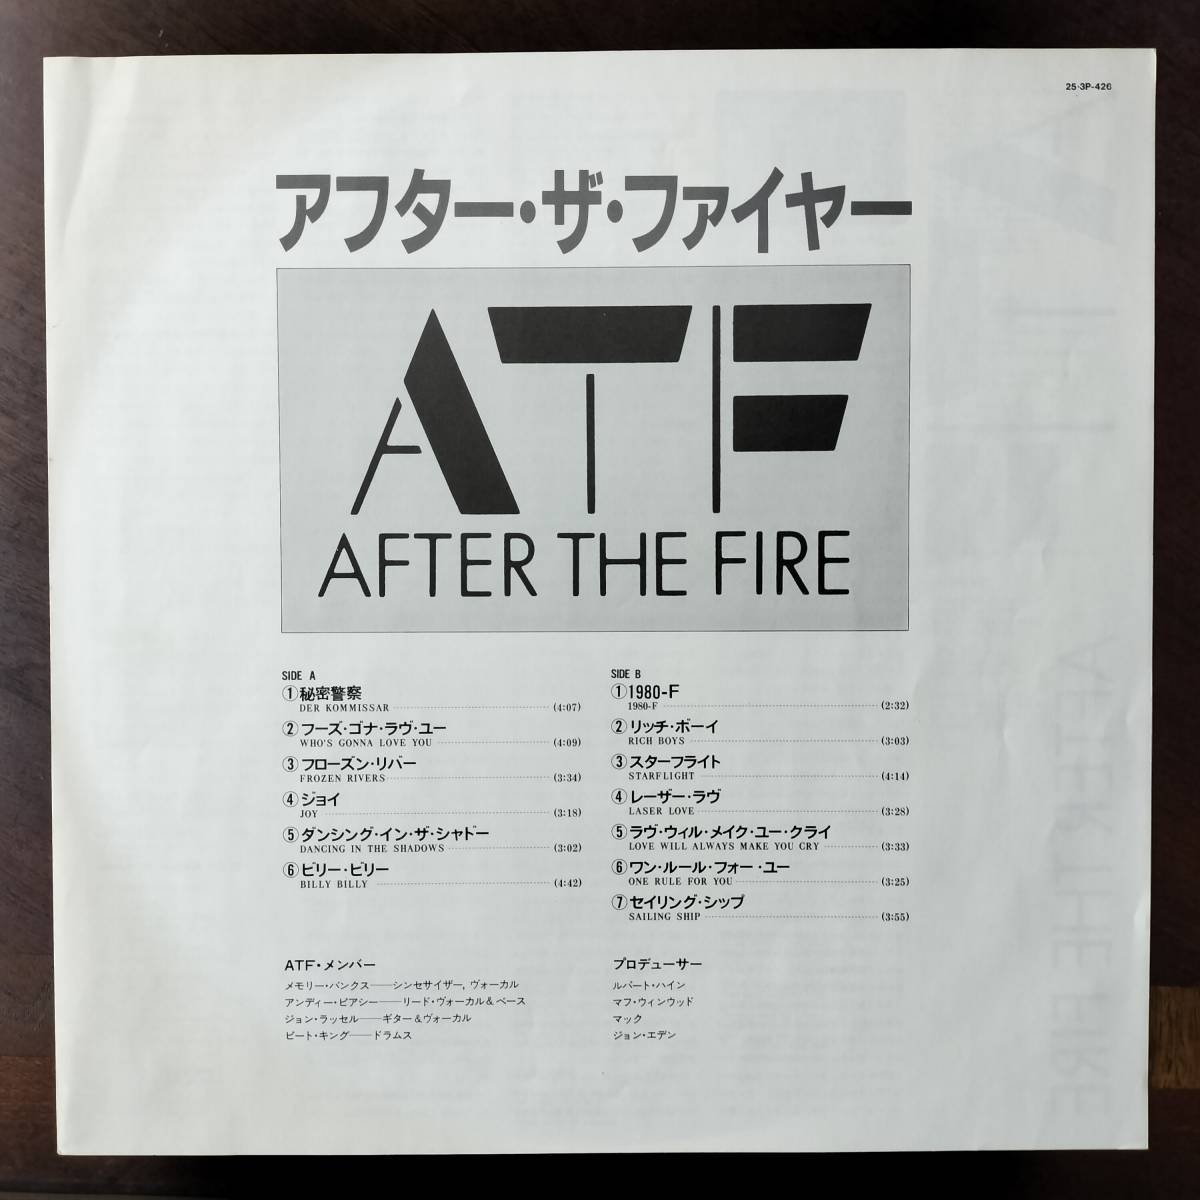 25·3P-426
アフター・ザ・ファイヤー
ATF
AFTER THE FIRE
SIDE A
①秘密警察
DER KOMMISSAR (4:07)
②フーズ・ゴナ・ラヴ・ユー
WHO'S GONNA LOVE YOU (4:09)
③フローズン・リバー
FROZEN RIVERS (3:34)
④ジョイ
JOY (3:18)
⑤ダンシング・イン・ザ・シャドー
DANCING IN THE SHADOWS (3:02)
⑥ビリー・ビリー
BILLY BILLY (4:42)
SIDE B
①1980-F
1980-F (2:32)
②リッチ・ボーイ
RICH BOYS (3:03)
③スターフライト
STARFLIGHT (4:14)
④レーザー・ラヴ
LASER LOVE (3:28)
⑤ラヴ・ウィル・メイク・ユー・クライ
LOVE WILL ALWAYS MAKE YOU CRY (3:33)
⑥ワン・ルール・フォー・ユー
ONE RULE FOR YOU (3:25)
⑦セイリング・シップ
SAILING SHIP (3:55)
ATF・メンバー
メモリー・バンクス——シンセサイザー, ヴォーカル
アンディー・ピアシー——リード・ヴォーカル＆ベース
ジョン・ラッセル——ギター＆ヴォーカル
ピート・キング——ドラムス
プロデューサー
ルパート・ハイン
マフ・ウィンウッド
マック
ジョン・エデン